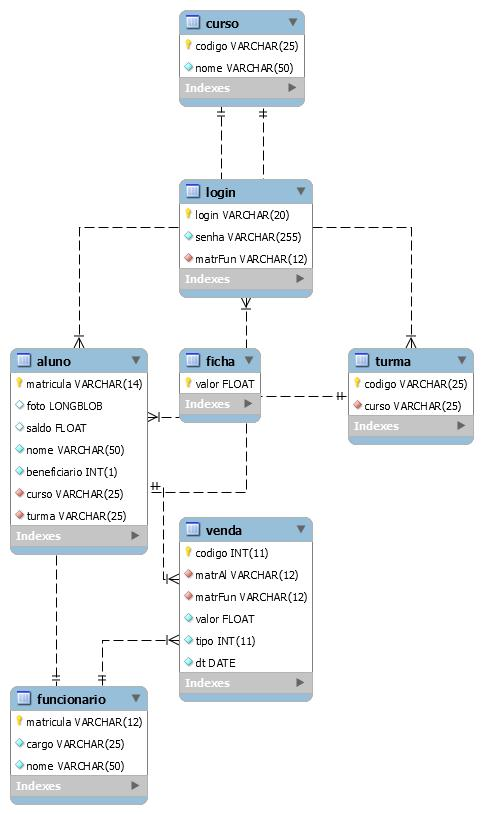 curso
codigo VARCHAR(25)
nome VARCHAR(50)
Indexes
login
login VARCHAR(20)
senha VARCHAR(255)
matrFun VARCHAR(12)
Indexes
aluno
matricula VARCHAR(14)
foto LONGBLOB
saldo FLOAT
nome VARCHAR(50)
beneficiario INT(1)
curso VARCHAR(25)
turma VARCHAR(25)
Indexes
ficha
valor FLOAT
Indexes
turma
codigo VARCHAR(25)
curso VARCHAR(25)
Indexes
venda
codigo INT(11)
matrAl VARCHAR(12)
matrFun VARCHAR(12)
valor FLOAT
tipo INT(11)
dt DATE
Indexes
funcionario
matricula VARCHAR(12)
cargo VARCHAR(25)
nome VARCHAR(50)
Indexes